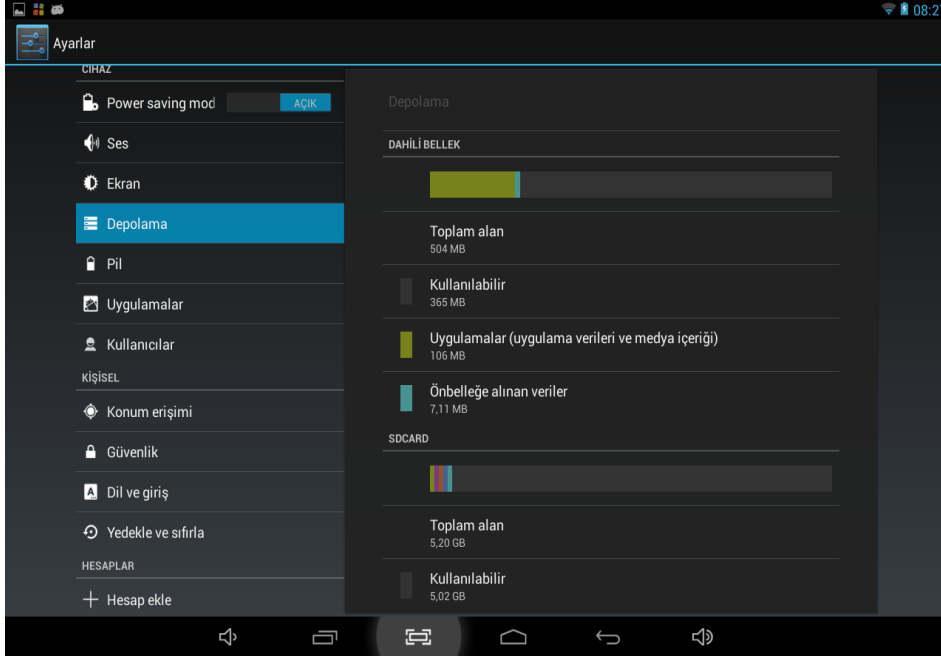 08:27
Ayarlar
CİHAZ
Power saving mod
AÇIK
Ses
Ekran
Depolama
Pil
Uygulamalar
Kullanıcılar
KİŞİSEL
Konum erişimi
Güvenlik
Dil ve giriş
Yedekle ve sıfırla
HESAPLAR
Hesap ekle
Depolama
DAHİLİ BELLEK
Toplam alan
504 MB
Kullanılabilir
365 MB
Uygulamalar (uygulama verileri ve medya içeriği)
106 MB
Önbelleğe alınan veriler
7,11 MB
SDCARD
Toplam alan
5,20 GB
Kullanılabilir
5,02 GB